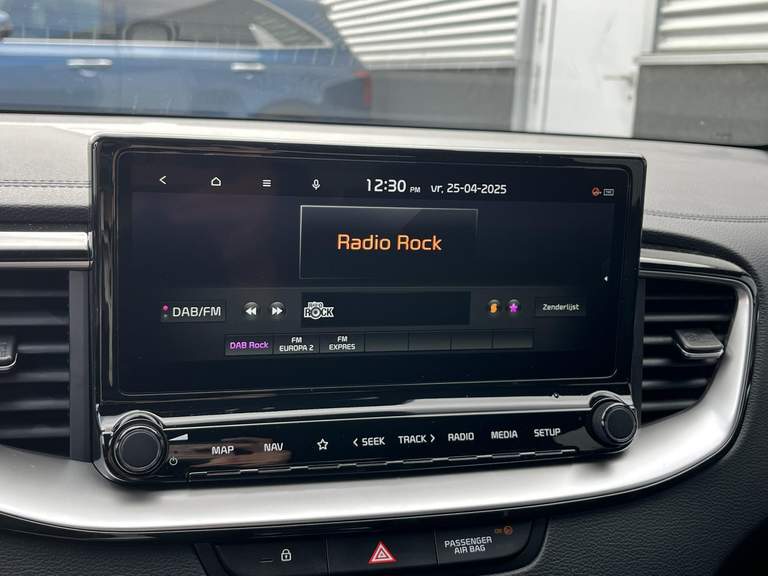 12:30 PM vr, 25-04-2025
Radio Rock
DAB/FM
ROCK
Zenderlijst
DAB Rock
FM
EUROPA 2
FM
EXPRES
MAP
NAV
SEEK
TRACK
RADIO
MEDIA
SETUP
PASSENGER
AIR BAG